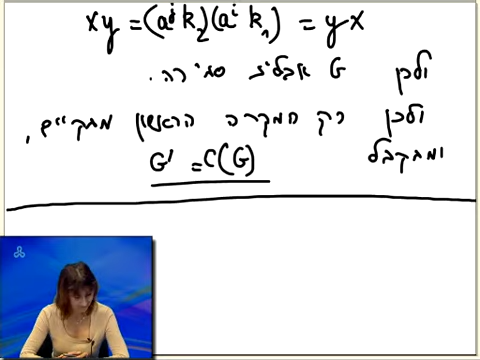 xy = (a^j k_2)(a^i k_1) = yx
ולכן G אבלית סתירה.
ולכן רק המקרה הראשון מתקיים,
ומתקבל G' = C(G)